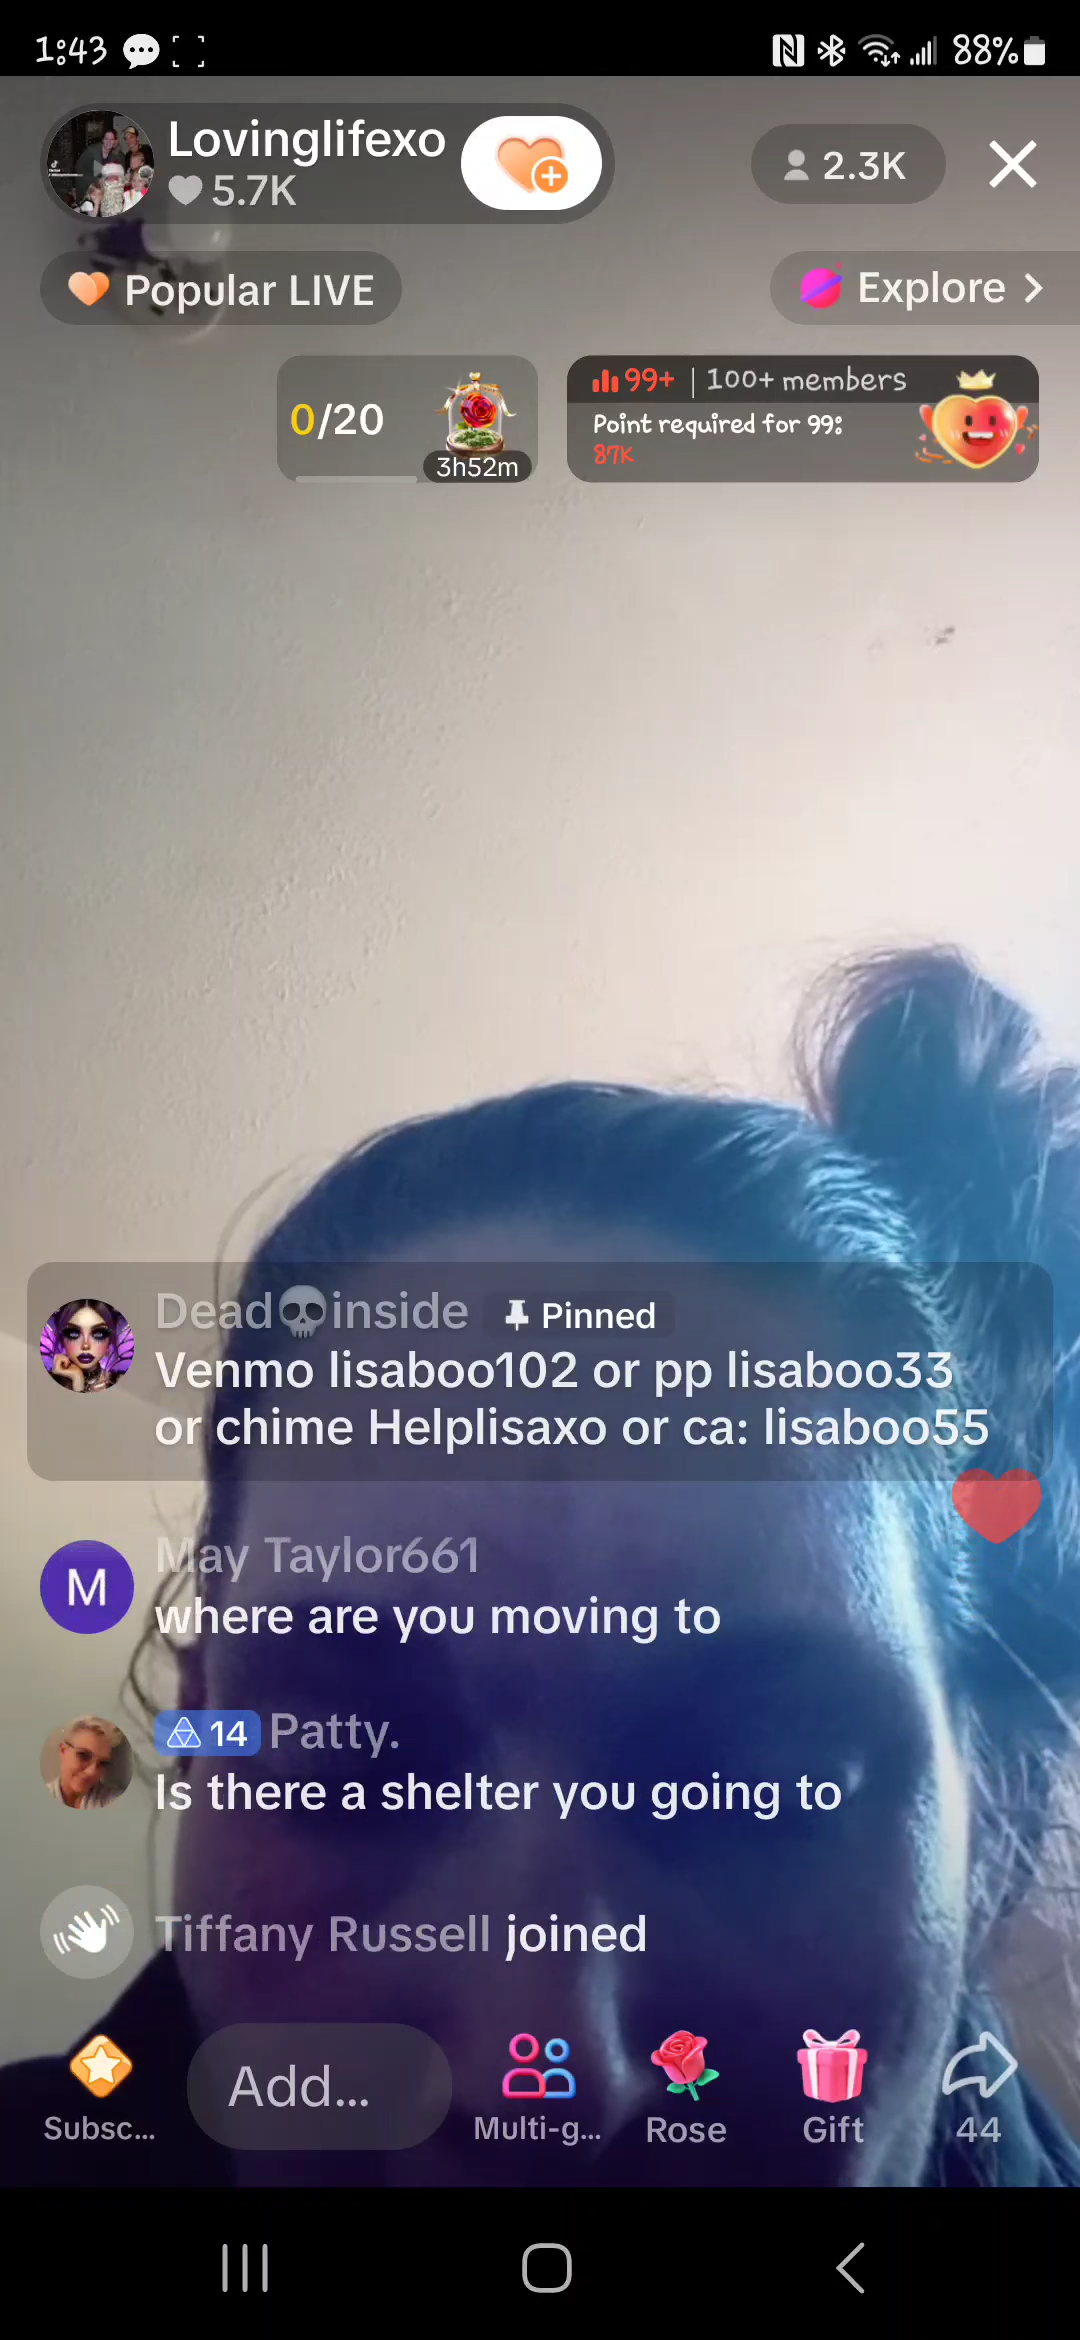 1:43
88%
Lovinglifexo
5.7K
2.3K
Popular LIVE
Explore >
0/20
3h52m
99+ | 100+ members
Point required for 99:
87K
Dead💀inside Pinned
Venmo lisaboo102 or pp lisaboo33
or chime Helplisaxo or ca: lisaboo55
M
May Taylor661
where are you moving to
14 Patty.
Is there a shelter you going to
Tiffany Russell joined
Subsc...
Add...
Multi-g...
Rose
Gift
44